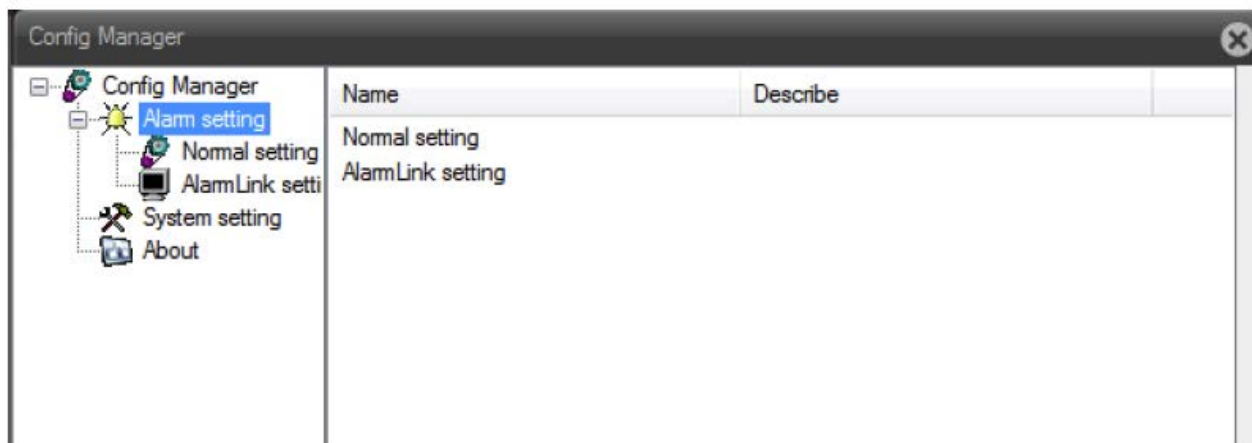 Config Manager
Config Manager
Alarm setting
Normal setting
AlarmLink setti
System setting
About
Name Describe
Normal setting
AlarmLink setting